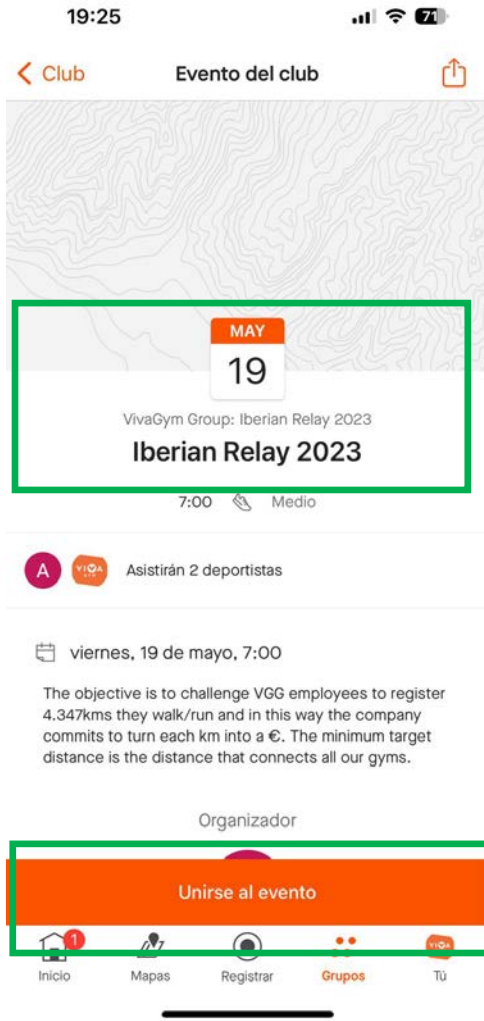 19:25
71
Club
Evento del club
MAY
19
VivaGym Group: Iberian Relay 2023
Iberian Relay 2023
7:00 Medio
A VIVA GYM Asistirán 2 deportistas
viernes, 19 de mayo, 7:00
The objective is to challenge VGG employees to register
4.347kms they walk/run and in this way the company
commits to turn each km into a €. The minimum target
distance is the distance that connects all our gyms.
Organizador
Unirse al evento
1
VIVA GYM
Inicio Mapas Registrar Grupos Tú